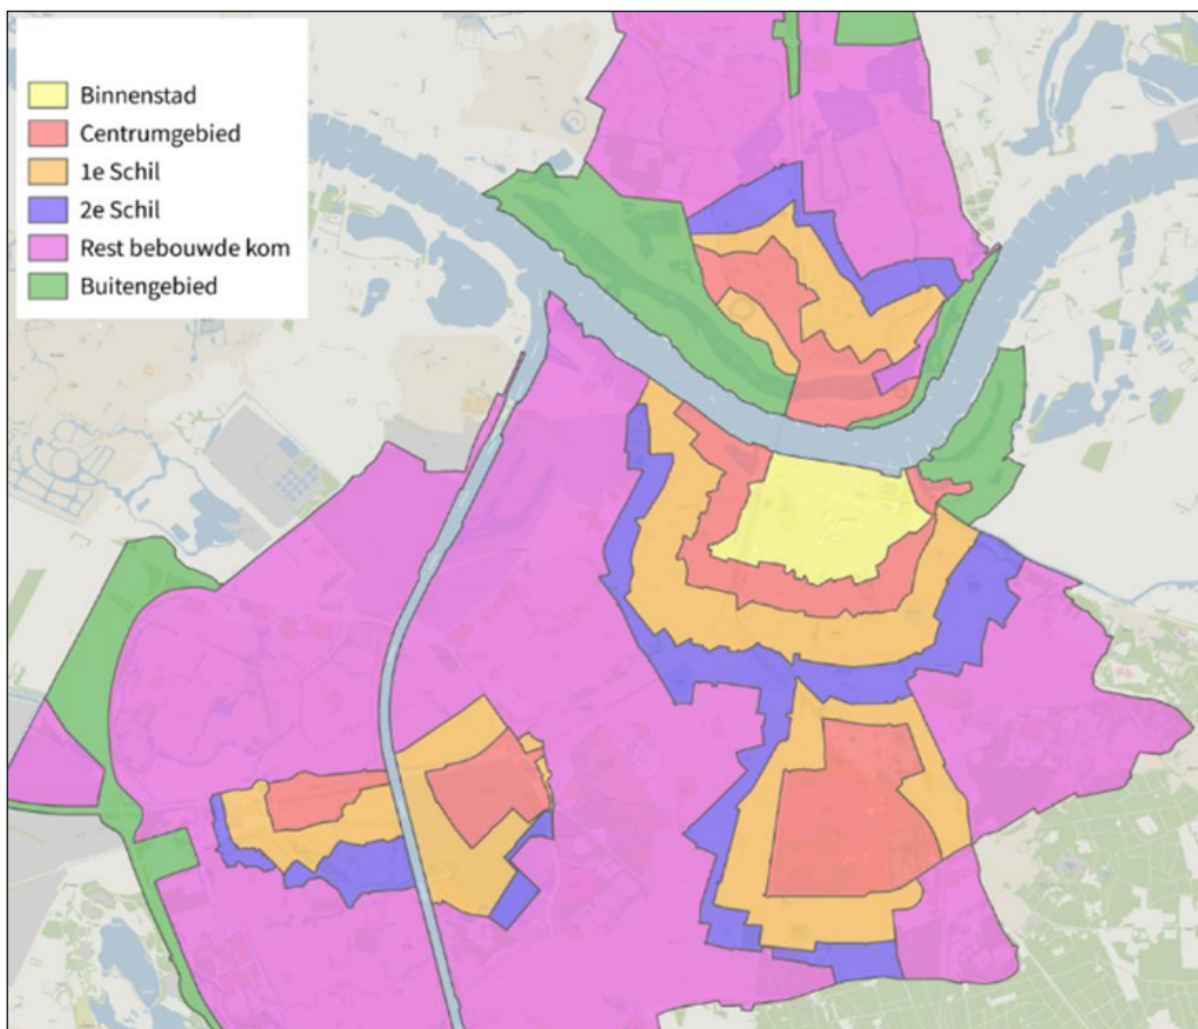 Binnenstad
Centrumgebied
1e Schil
2e Schil
Rest bebouwde kom
Buitengebied